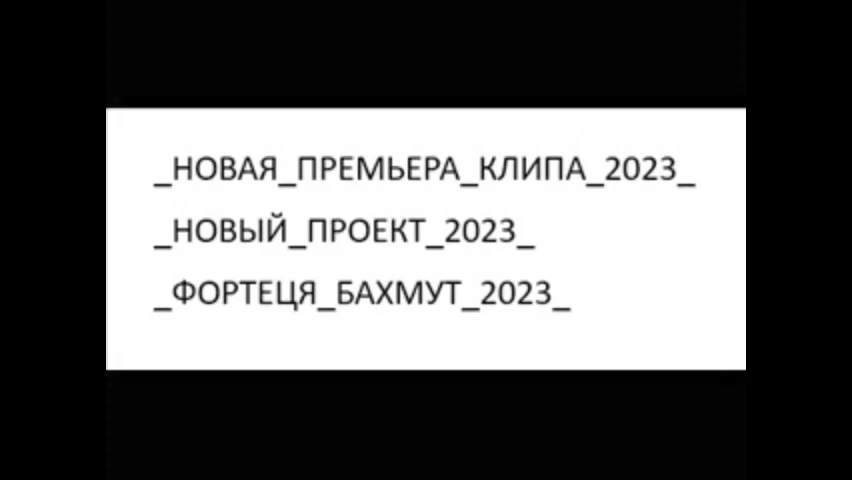 _НОВАЯ_ПРЕМЬЕРА_КЛИПА_2023_
_НОВЫЙ_ПРОЕКТ_2023_
_ФОРТЕЦЯ_БАХМУТ_2023_